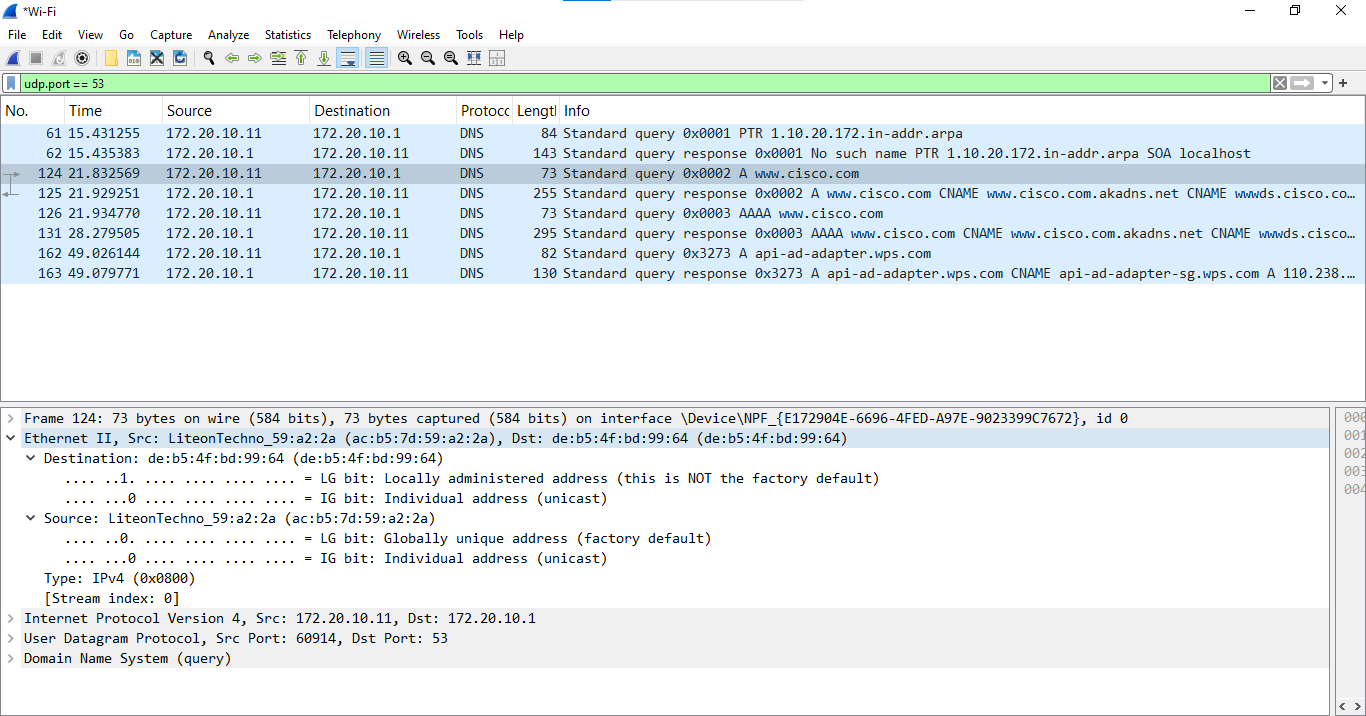 *Wi-Fi
File Edit View Go Capture Analyze Statistics Telephony Wireless Tools Help
udp.port == 53
No. Time Source Destination Protoc Lengtl Info
61 15.431255 172.20.10.11 172.20.10.1 DNS 84 Standard query 0x0001 PTR 1.10.20.172.in-addr.arpa
62 15.435383 172.20.10.1 172.20.10.11 DNS 143 Standard query response 0x0001 No such name PTR 1.10.20.172.in-addr.arpa SOA localhost
124 21.832569 172.20.10.11 172.20.10.1 DNS 73 Standard query 0x0002 A www.cisco.com
125 21.929251 172.20.10.1 172.20.10.11 DNS 255 Standard query response 0x0002 A www.cisco.com CNAME www.cisco.com.akadns.net CNAME wwwds.cisco.co…
126 21.934770 172.20.10.11 172.20.10.1 DNS 73 Standard query 0x0003 AAAA www.cisco.com
131 28.279505 172.20.10.1 172.20.10.11 DNS 295 Standard query response 0x0003 AAAA www.cisco.com CNAME www.cisco.com.akadns.net CNAME wwwds.cisco…
162 49.026144 172.20.10.11 172.20.10.1 DNS 82 Standard query 0x3273 A api-ad-adapter.wps.com
163 49.079771 172.20.10.1 172.20.10.11 DNS 130 Standard query response 0x3273 A api-ad-adapter.wps.com CNAME api-ad-adapter-sg.wps.com A 110.238.…
Frame 124: 73 bytes on wire (584 bits), 73 bytes captured (584 bits) on interface \Device\NPF_{E172904E-6696-4FED-A97E-9023399C7672}, id 0
Ethernet II, Src: LiteonTechno_59:a2:2a (ac:b5:7d:59:a2:2a), Dst: de:b5:4f:bd:99:64 (de:b5:4f:bd:99:64)
Destination: de:b5:4f:bd:99:64 (de:b5:4f:bd:99:64)
.... ..1. .... .... .... .... = LG bit: Locally administered address (this is NOT the factory default)
.... ...0 .... .... .... .... = IG bit: Individual address (unicast)
Source: LiteonTechno_59:a2:2a (ac:b5:7d:59:a2:2a)
.... ..0. .... .... .... .... = LG bit: Globally unique address (factory default)
.... ...0 .... .... .... .... = IG bit: Individual address (unicast)
Type: IPv4 (0x0800)
[Stream index: 0]
Internet Protocol Version 4, Src: 172.20.10.11, Dst: 172.20.10.1
User Datagram Protocol, Src Port: 60914, Dst Port: 53
Domain Name System (query)
000
001
002
003
004